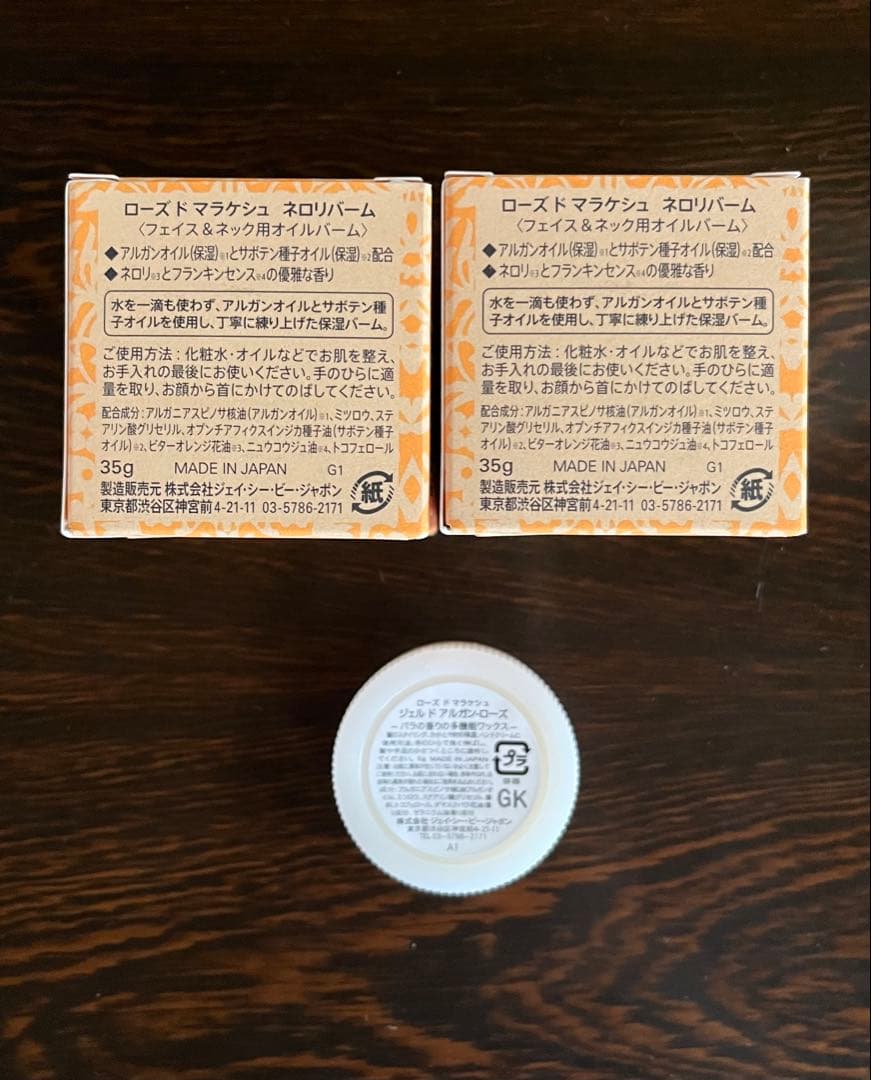 ローズ ド マラケシュ ネロリバーム
〈フェイス＆ネック用オイルバーム〉
◆アルガンオイル(保湿)※1とサボテン種子オイル(保湿)※2配合
◆ネロリ※3とフランキンセンス※4の優雅な香り
水を一滴も使わず、アルガンオイルとサボテン種
子オイルを使用し、丁寧に練り上げた保湿バーム。
ご使用方法：化粧水・オイルなどでお肌を整え、
お手入れの最後にお使いください。手のひらに適
量を取り、お顔から首にかけてのばしてください。
配合成分：アルガニアスピノサ核油(アルガンオイル)※1、ミツロウ、ステ
アリン酸グリセリル、オプンチアフィクスインジカ種子油(サボテン種子
オイル)※2、ビターオレンジ花油※3、ニュウコウジュ油※4、トコフェロール
35g MADE IN JAPAN G1
製造販売元 株式会社ジェイ・シー・ビー・ジャポン
東京都渋谷区神宮前4-21-11 03-5786-2171
紙
ローズ ド マラケシュ ネロリバーム
〈フェイス＆ネック用オイルバーム〉
◆アルガンオイル(保湿)※1とサボテン種子オイル(保湿)※2配合
◆ネロリ※3とフランキンセンス※4の優雅な香り
水を一滴も使わず、アルガンオイルとサボテン種
子オイルを使用し、丁寧に練り上げた保湿バーム。
ご使用方法：化粧水・オイルなどでお肌を整え、
お手入れの最後にお使いください。手のひらに適
量を取り、お顔から首にかけてのばしてください。
配合成分：アルガニアスピノサ核油(アルガンオイル)※1、ミツロウ、ステ
アリン酸グリセリル、オプンチアフィクスインジカ種子油(サボテン種子
オイル)※2、ビターオレンジ花油※3、ニュウコウジュ油※4、トコフェロール
35g MADE IN JAPAN G1
製造販売元 株式会社ジェイ・シー・ビー・ジャポン
東京都渋谷区神宮前4-21-11 03-5786-2171
紙
ローズ ド マラケシュ
ジェル ド アルガン-ローズ
－バラの香りの多機能ワックス－
MADE IN JAPAN
プラ
容器
GK
株式会社 ジェイ・シー・ビー・ジャポン
東京都渋谷区神宮前4-21-11
TEL 03-5786-2171
A1